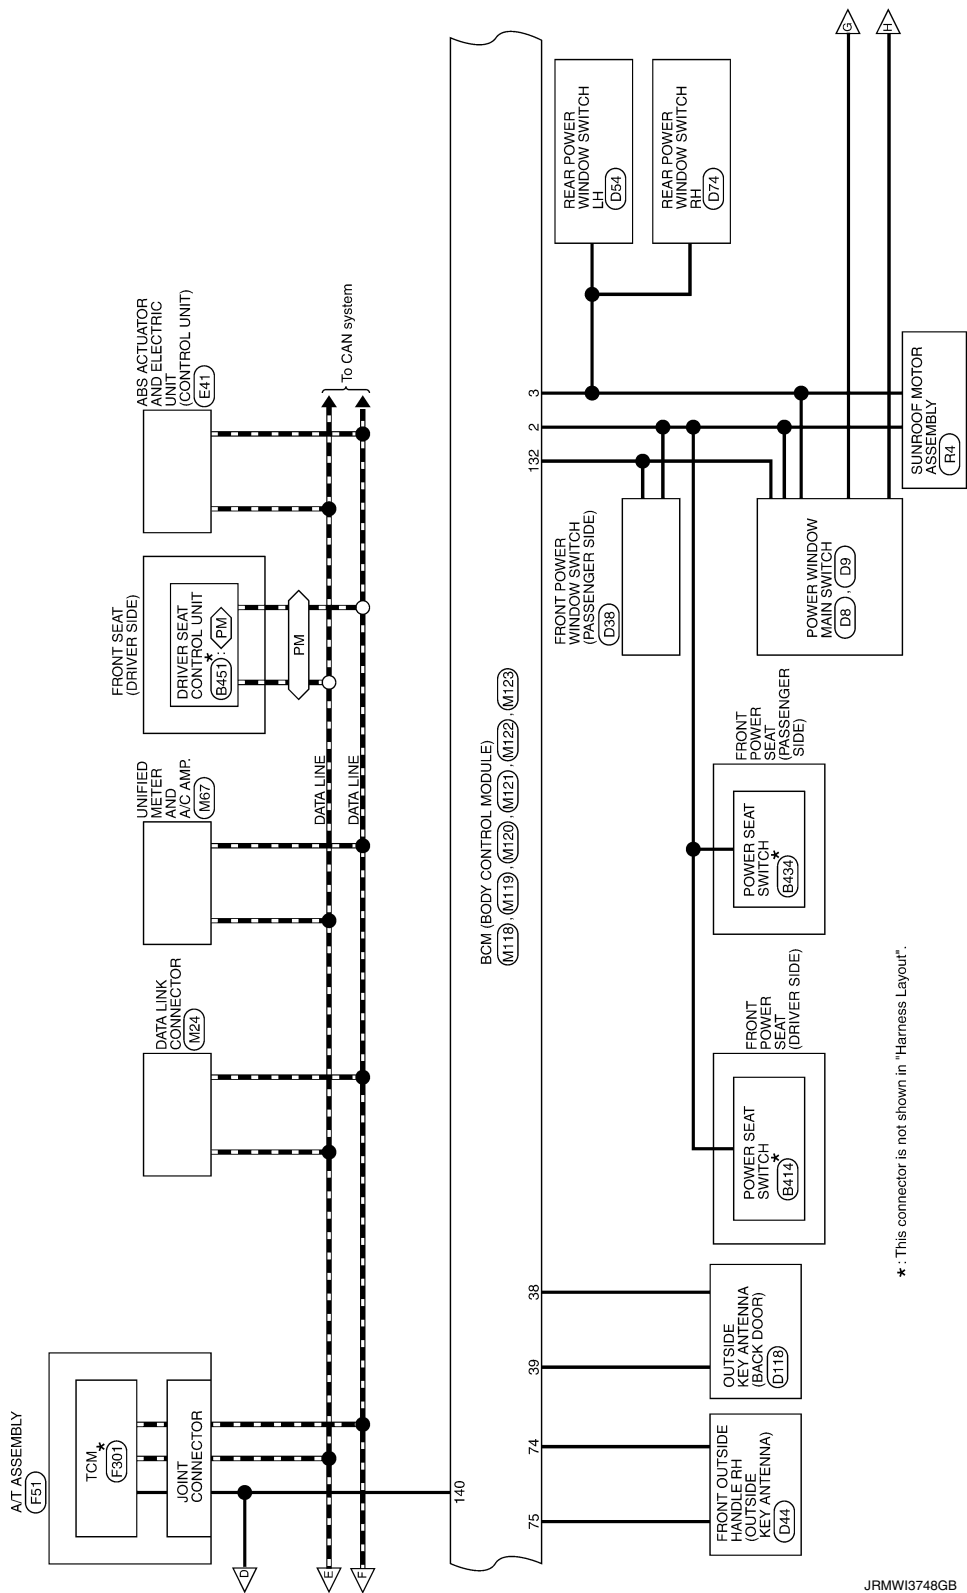 A/T ASSEMBLY
F51
TCM
*
F301
JOINT
CONNECTOR
D
E
F
DATA LINK
CONNECTOR
M24
UNIFIED
METER
AND
A/C AMP.
M67
DATA LINE
DATA LINE
FRONT SEAT
(DRIVER SIDE)
DRIVER SEAT
CONTROL UNIT
*
B451 : PM
PM
ABS ACTUATOR
AND ELECTRIC
UNIT
(CONTROL UNIT)
E41
To CAN system
140
BCM (BODY CONTROL MODULE)
M118 , M119 , M120 , M121 , M122 , M123
75
74
39
38
132
2
3
FRONT OUTSIDE
HANDLE RH
(OUTSIDE
KEY ANTENNA)
D44
OUTSIDE
KEY ANTENNA
(BACK DOOR)
D118
FRONT
POWER
SEAT
(DRIVER SIDE)
POWER SEAT
SWITCH
*
B414
FRONT
POWER
SEAT
(PASSENGER
SIDE)
POWER SEAT
SWITCH
*
B434
FRONT POWER
WINDOW SWITCH
(PASSENGER SIDE)
D38
POWER WINDOW
MAIN SWITCH
D8 , D9
REAR POWER
WINDOW SWITCH
LH
D54
REAR POWER
WINDOW SWITCH
RH
D74
SUNROOF MOTOR
ASSEMBLY
R4
G
H
* : This connector is not shown in "Harness Layout".
JRMWI3748GB